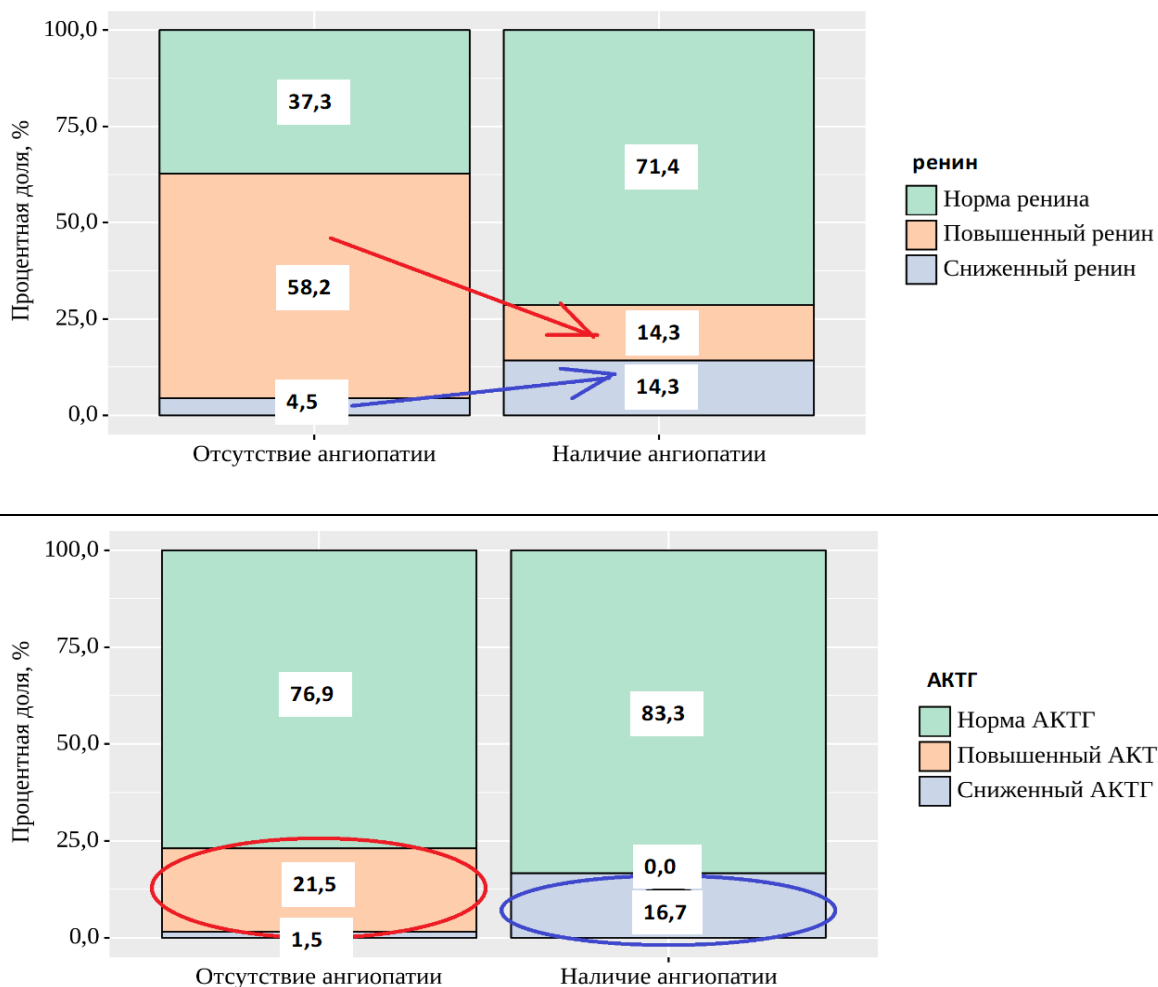 100,0
37,3
75,0
71,4
Процентная доля, %
ренин
Норма ренина
50,0
Повышенный ренин
58,2
Сниженный ренин
25,0
14,3
14,3
4,5
0,0
Отсутствие ангиопатии
Наличие ангиопатии
100,0
75,0
76,9
83,3
Процентная доля, %
АКТГ
Норма АКТГ
50,0
Повышенный АКТ
Сниженный АКТГ
25,0
0,0
21,5
16,7
1,5
0,0
Отсутствие ангиопатии
Наличие ангиопатии